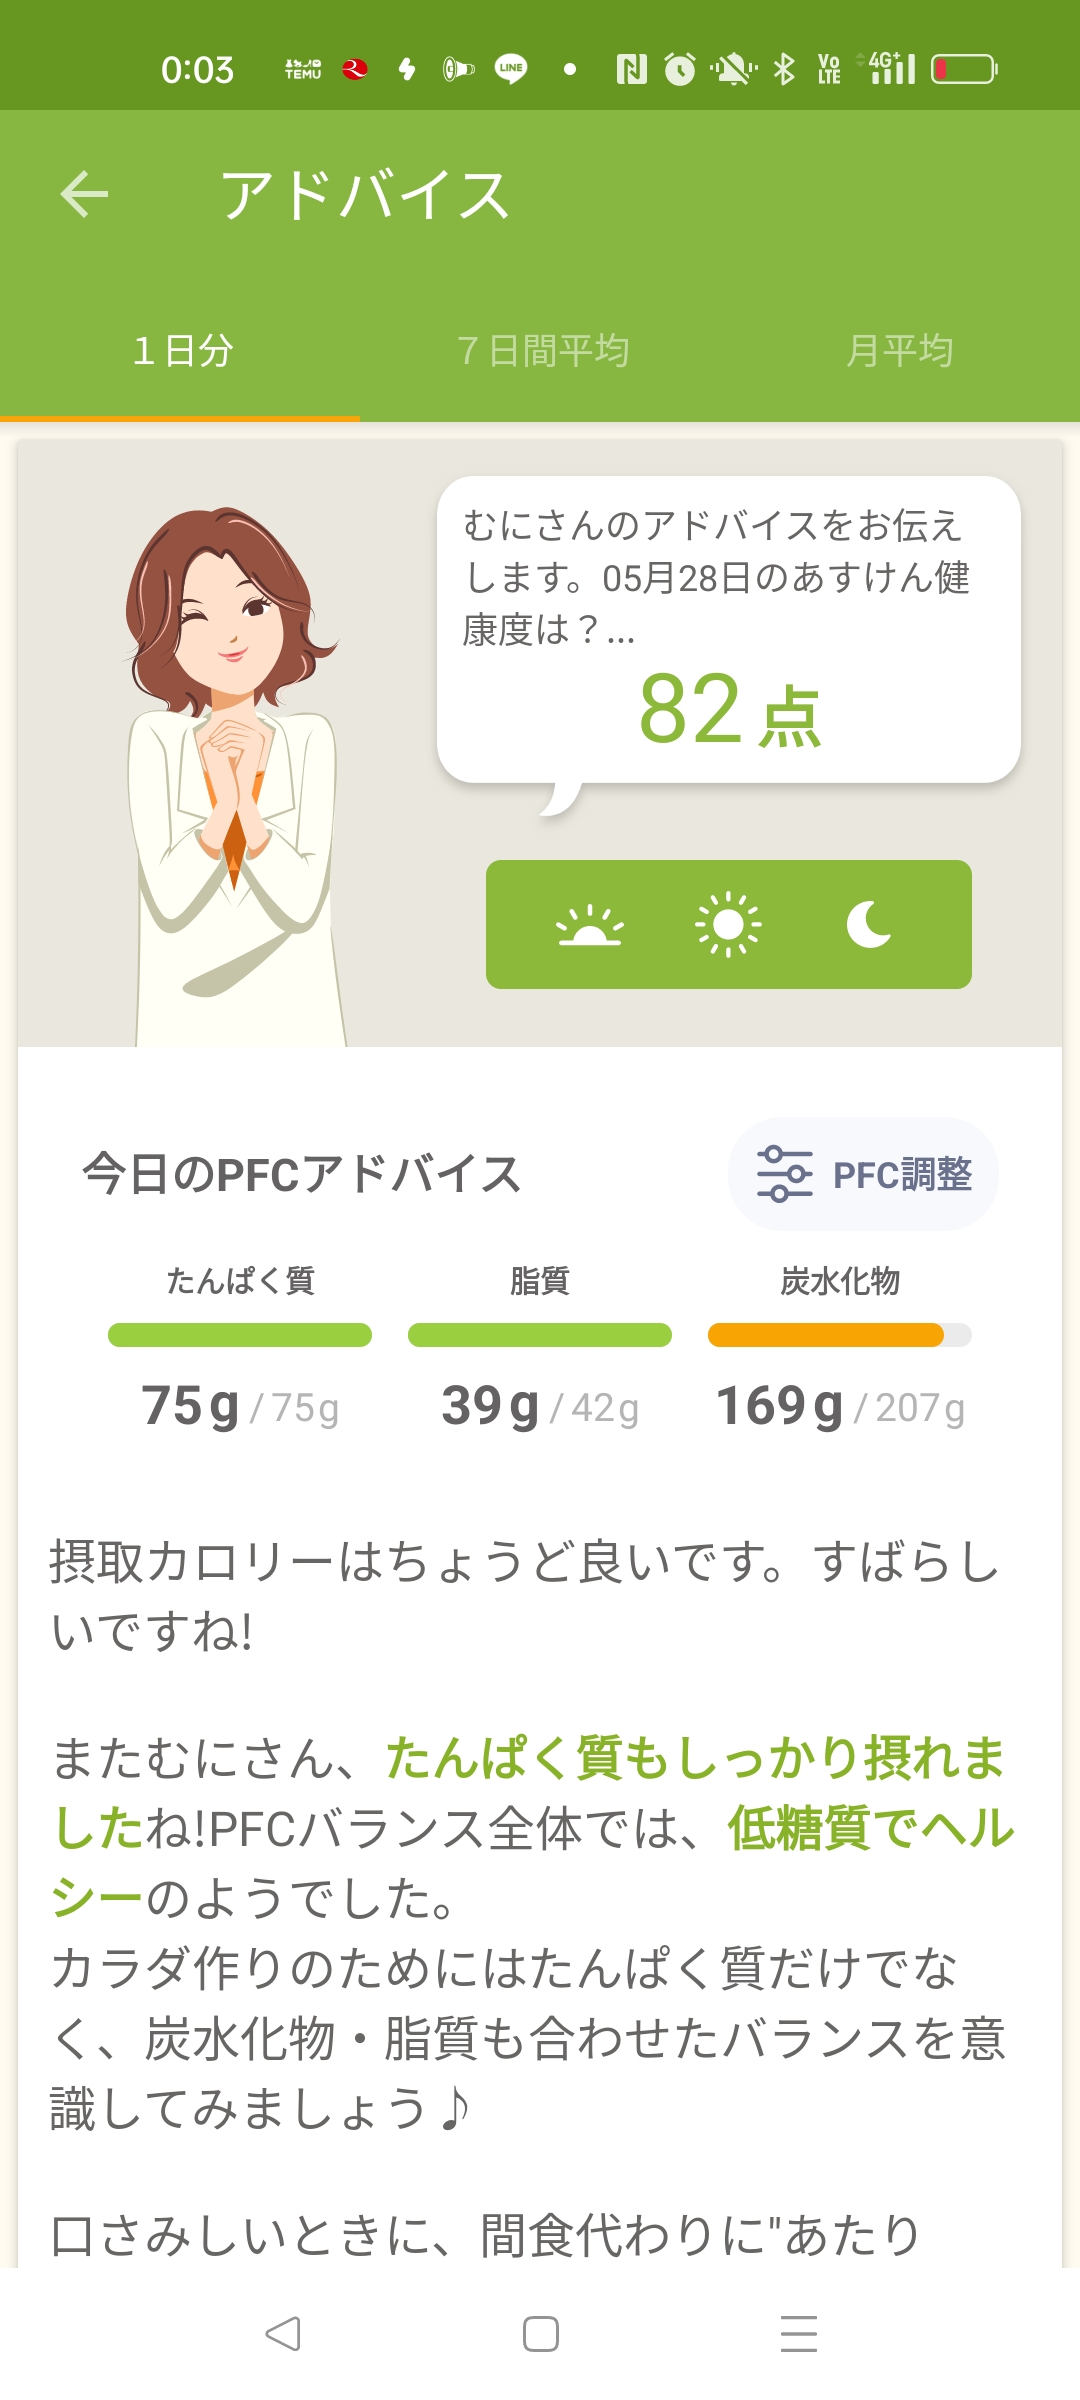 0:03
TEMU
LINE
Vo
LTE
4G+
アドバイス
１日分
７日間平均
月平均
むにさんのアドバイスをお伝え
します。05月28日のあすけん健
康度は？...
82点
今日のPFCアドバイス
PFC調整
たんぱく質
脂質
炭水化物
75g /75g
39g /42g
169g /207g
摂取カロリーはちょうど良いです。すばらし
いですね!
またむにさん、たんぱく質もしっかり摂れま
したね!PFCバランス全体では、低糖質でヘル
シーのようでした。
カラダ作りのためにはたんぱく質だけでな
く、炭水化物・脂質も合わせたバランスを意
識してみましょう♪
口さみしいときに、間食代わりに"あたり